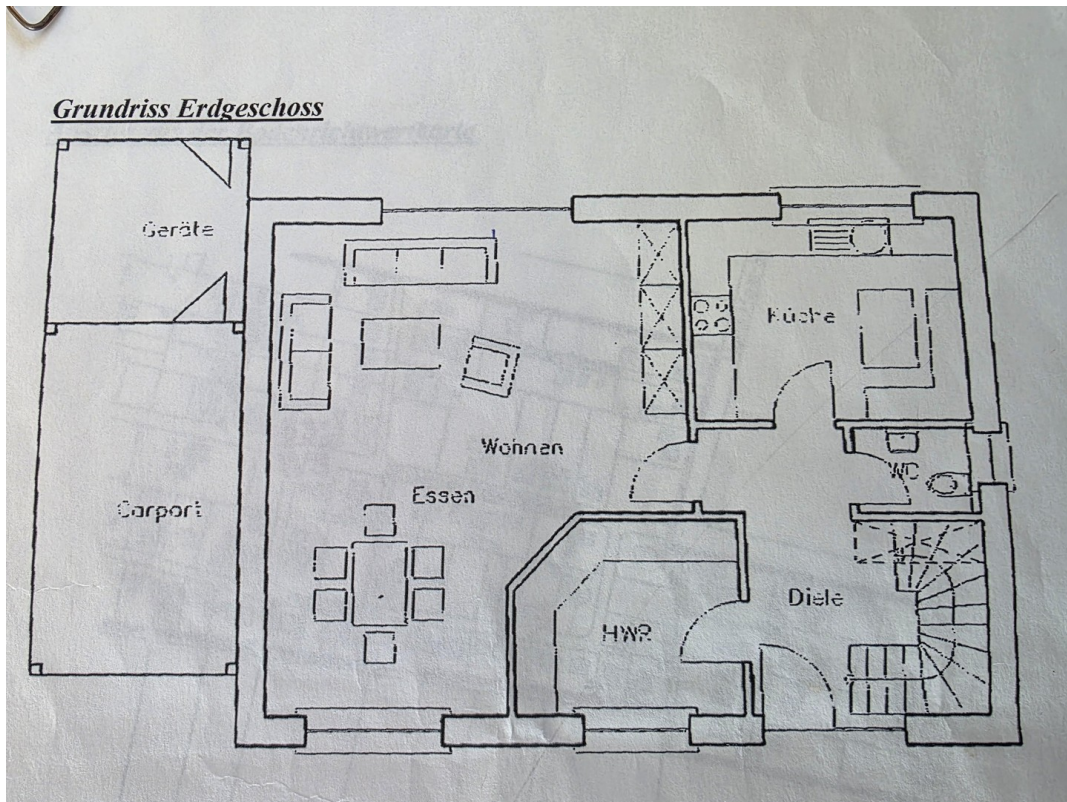 Grundriss Erdgeschoss
Geräte
Küche
Wohnen
WC
Essen
Carport
Diele
HWR